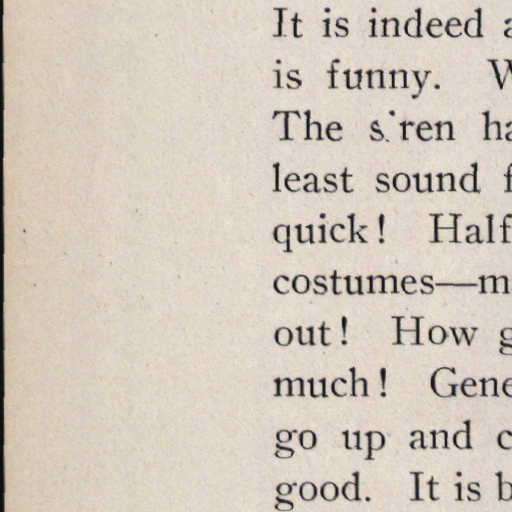 It is indeed a
is funny. W
The s.'ren ha
least sound f
quick! Half
costumes—m
out! How g
much! Gene
go up and c
good. It is b